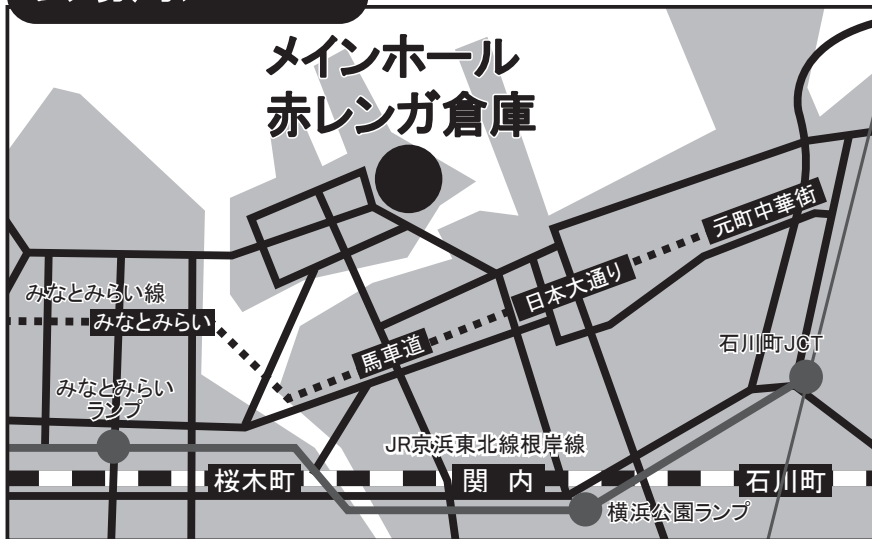 メインホール
赤レンガ倉庫
元町中華街
日本大通り
みなとみらい線
みなとみらい
馬車道
石川町JCT
みなとみらい
ランプ
JR京浜東北線根岸線
桜木町
関 内
石川町
横浜公園ランプ